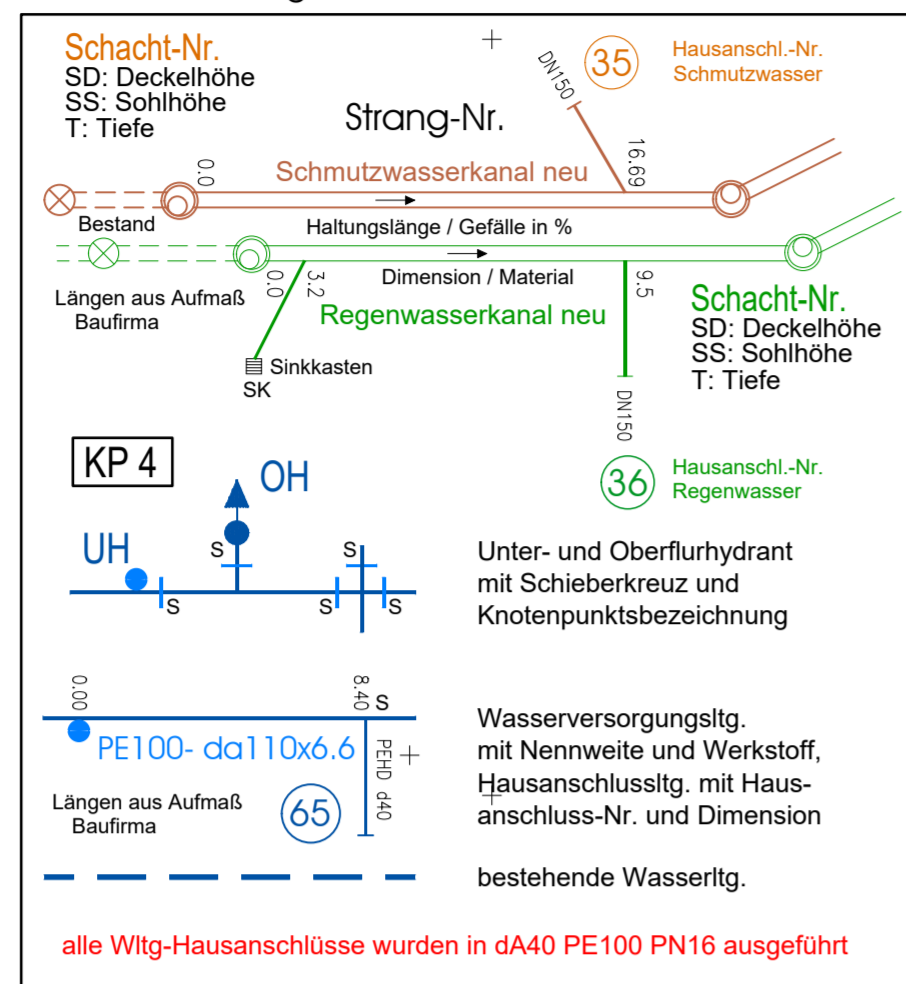 Schacht-Nr.
SD: Deckelhöhe
SS: Sohlhöhe
T: Tiefe
Strang-Nr.
DN150
35
Hausanschl.-Nr.
Schmutzwasser
0.0
Schmutzwasserkanal neu
16.69
Bestand
Haltungslänge / Gefälle in %
Dimension / Material
Längen aus Aufmaß
Baufirma
0.0
3.2
Regenwasserkanal neu
9.5
Schacht-Nr.
SD: Deckelhöhe
SS: Sohlhöhe
T: Tiefe
Sinkkasten
SK
DN150
36
Hausanschl.-Nr.
Regenwasser
KP 4
OH
UH
S
S
S
S
S
Unter- und Oberflurhydrant
mit Schieberkreuz und
Knotenpunktsbezeichnung
0.00
8.40
S
PE100- da110x6.6
PEHD d40
Längen aus Aufmaß
Baufirma
65
Wasserversorgungsltg.
mit Nennweite und Werkstoff,
Hausanschlussltg. mit Haus-
anschluss-Nr. und Dimension
bestehende Wasserltg.
alle Wltg-Hausanschlüsse wurden in dA40 PE100 PN16 ausgeführt